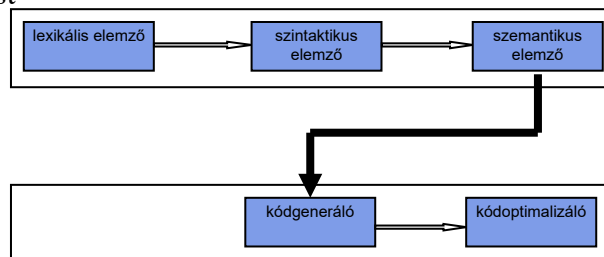 lexikális elemző
szintaktikus
elemző
szemantikus
elemző
kódgeneráló
kódoptimalizáló